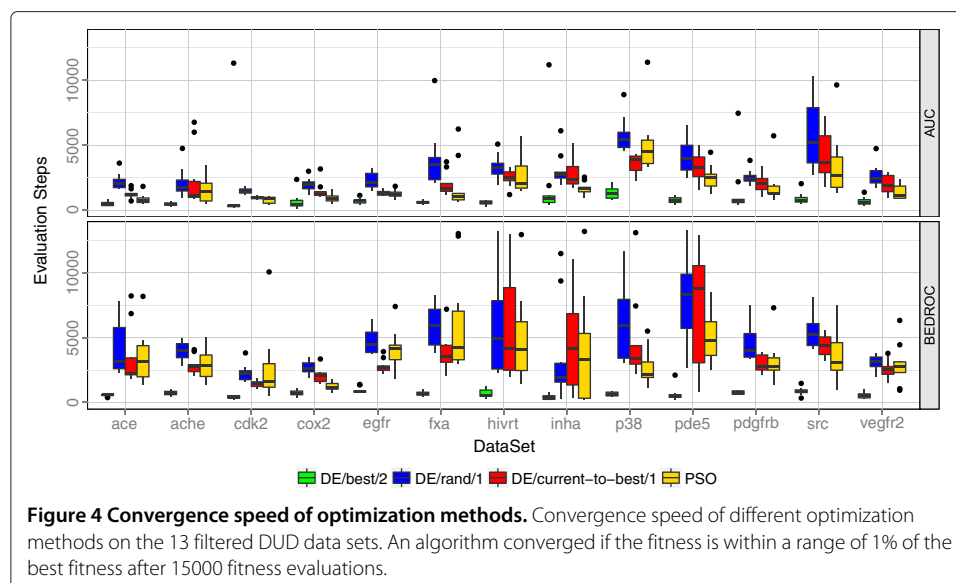 10000
5000
0
AUC
Evaluation Steps
10000
5000
0
BEDROC
ace ache cdk2 cox2 egfr fxa hivrt inha p38 pde5 pdgfrb src vegfr2
DataSet
DE/best/2 DE/rand/1 DE/current-to-best/1 PSO
Figure 4 Convergence speed of optimization methods. Convergence speed of different optimization
methods on the 13 filtered DUD data sets. An algorithm converged if the fitness is within a range of 1% of the
best fitness after 15000 fitness evaluations.